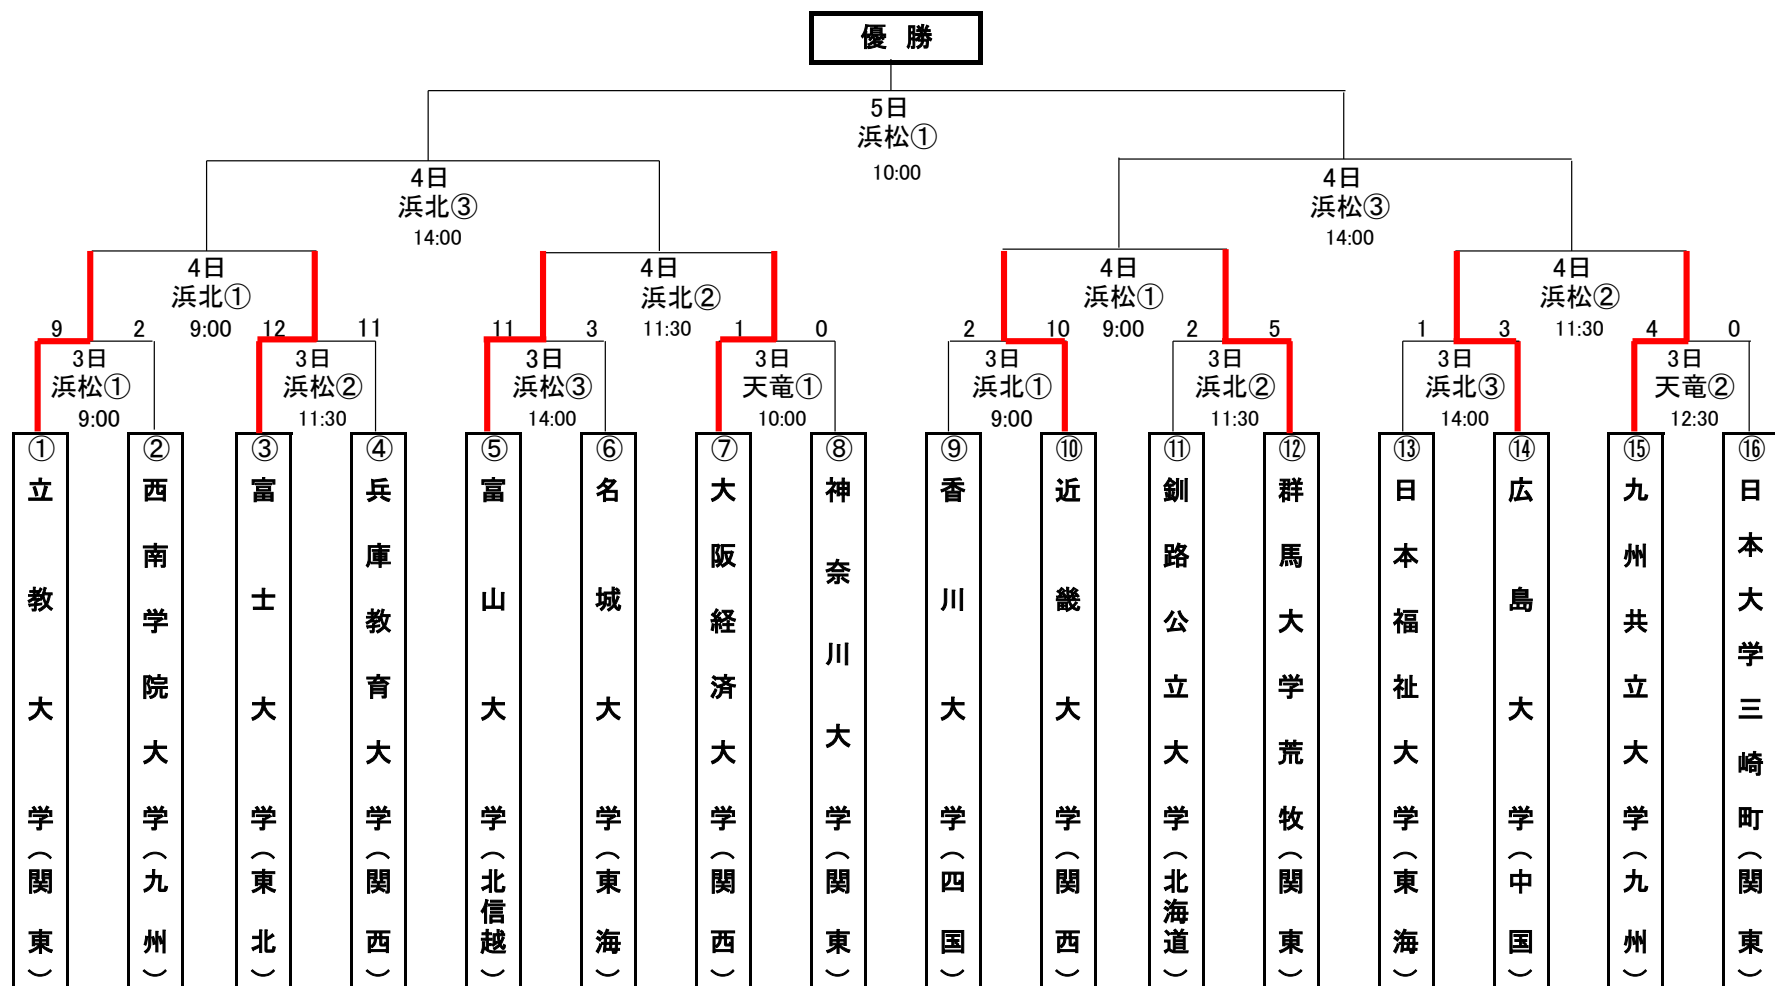 優 勝
5日
浜松①
10:00
4日
浜北③
14:00
4日
浜松③
14:00
4日
浜北①
9:00
4日
浜北②
11:30
4日
浜松①
9:00
4日
浜松②
11:30
9 2 12 11 11 3 1 0 2 10 2 5 1 3 4 0
3日
浜松①
9:00
3日
浜松②
11:30
3日
浜松③
14:00
3日
天竜①
10:00
3日
浜北①
9:00
3日
浜北②
11:30
3日
浜北③
14:00
3日
天竜②
12:30
①立教大学(関東)
②西南学院大学(九州)
③富士大学(東北)
④兵庫教育大学(関西)
⑤富山大学(北信越)
⑥名城大学(東海)
⑦大阪経済大学(関西)
⑧神奈川大学(関東)
⑨香川大学(四国)
⑩近畿大学(関西)
⑪釧路公立大学(北海道)
⑫群馬大学荒牧(関東)
⑬日本福祉大学(東海)
⑭広島大学(中国)
⑮九州共立大学(九州)
⑯日本大学三崎町(関東)